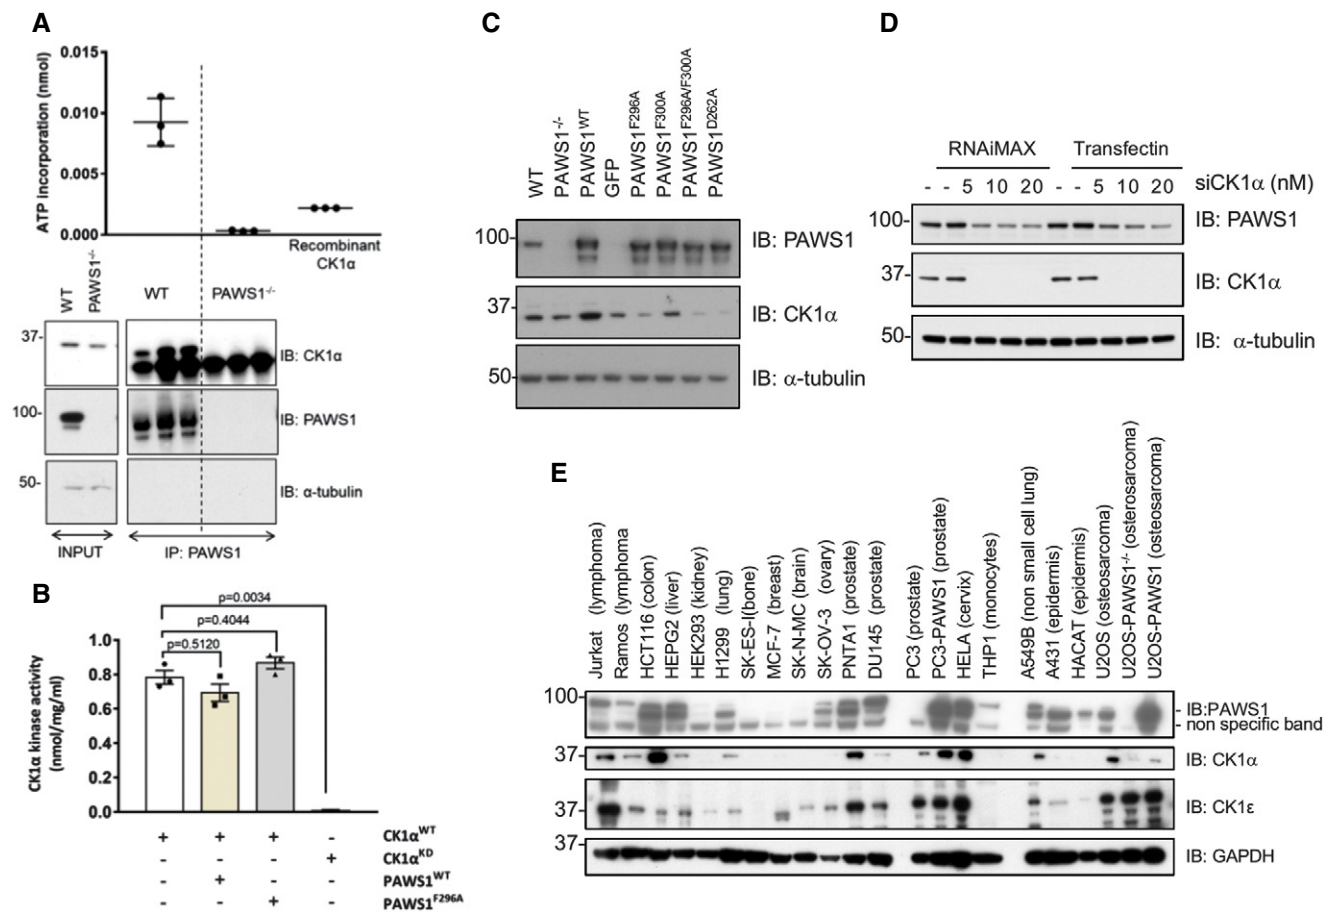 A
ATP incorporation (nmol)
0.015
0.010
0.005
0.000
Recombinant
CK1α
WT
PAWS1-/-
WT
PAWS1-/-
37-
IB: CK1α
100-
IB: PAWS1
50-
IB: α-tubulin
INPUT
IP: PAWS1
B
p=0.0034
p=0.4044
p=0.5120
CK1α kinase activity
(nmol/mg/ml)
1.0
0.8
0.6
0.4
0.2
0.0
+ + + - CK1αWT
- - - + CK1αKD
- + - - PAWS1WT
- - + - PAWS1F296A
C
WT
PAWS1-/-
PAWS1WT
GFP
PAWS1F296A
PAWS1F300A
PAWS1F296A/F300A
PAWS1D262A
100-
IB: PAWS1
37-
IB: CK1α
50-
IB: α-tubulin
D
RNAiMAX
Transfectin
- - 5 10 20 - - 5 10 20 siCK1α (nM)
100-
IB: PAWS1
37-
IB: CK1α
50-
IB: α-tubulin
E
Jurkat (lymphoma)
Ramos (lymphoma
HCT116 (colon)
HEPG2 (liver)
HEK293 (kidney)
H1299 (lung)
SK-ES-I(bone)
MCF-7 (breast)
SK-N-MC (brain)
SK-OV-3 (ovary)
PNTA1 (prostate)
DU145 (prostate)
PC3 (prostate)
PC3-PAWS1 (prostate)
HELA (cervix)
THP1 (monocytes)
A549B (non small cell lung)
A431 (epidermis)
HACAT (epidermis)
U2OS (osteosarcoma)
U2OS-PAWS1-/- (osterosarcoma)
U2OS-PAWS1 (osteosarcoma)
100-
- IB:PAWS1
- non specific band
37-
IB: CK1α
37-
IB: CK1ε
37-
IB: GAPDH